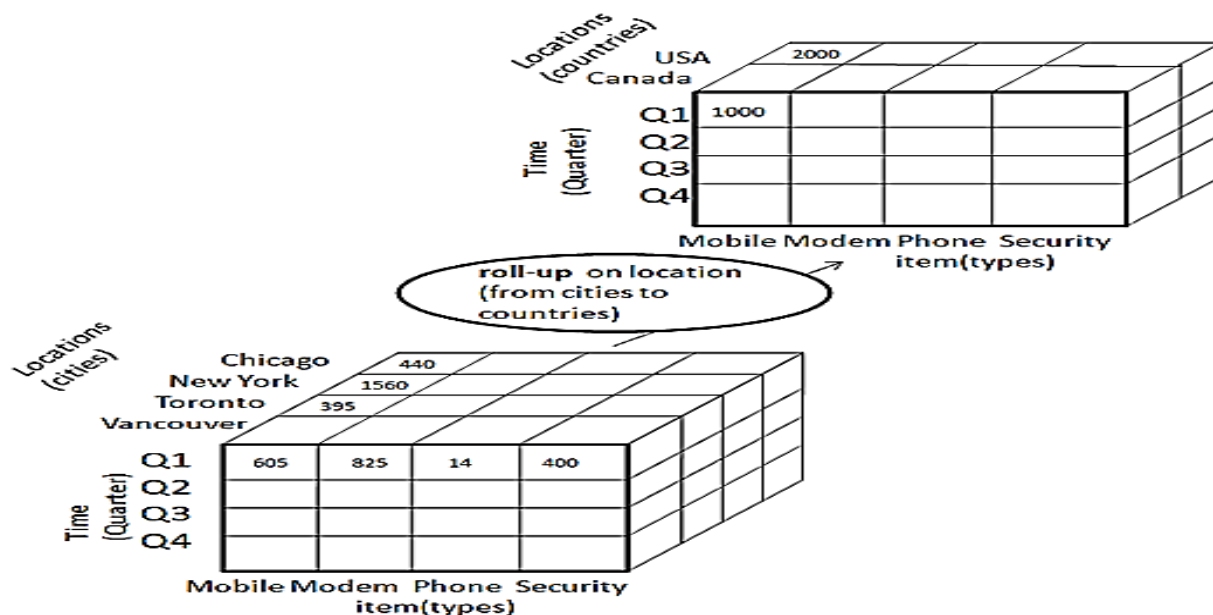 Locations
(countries)
USA
Canada
2000
Time
(Quarter)
Q1
Q2
Q3
Q4
1000
Mobile Modem Phone Security
item(types)
roll-up on location
(from cities to
countries)
Locations
(cities)
Chicago
New York
Toronto
Vancouver
440
1560
395
Time
(Quarter)
Q1
Q2
Q3
Q4
605 825 14 400
Mobile Modem Phone Security
item(types)